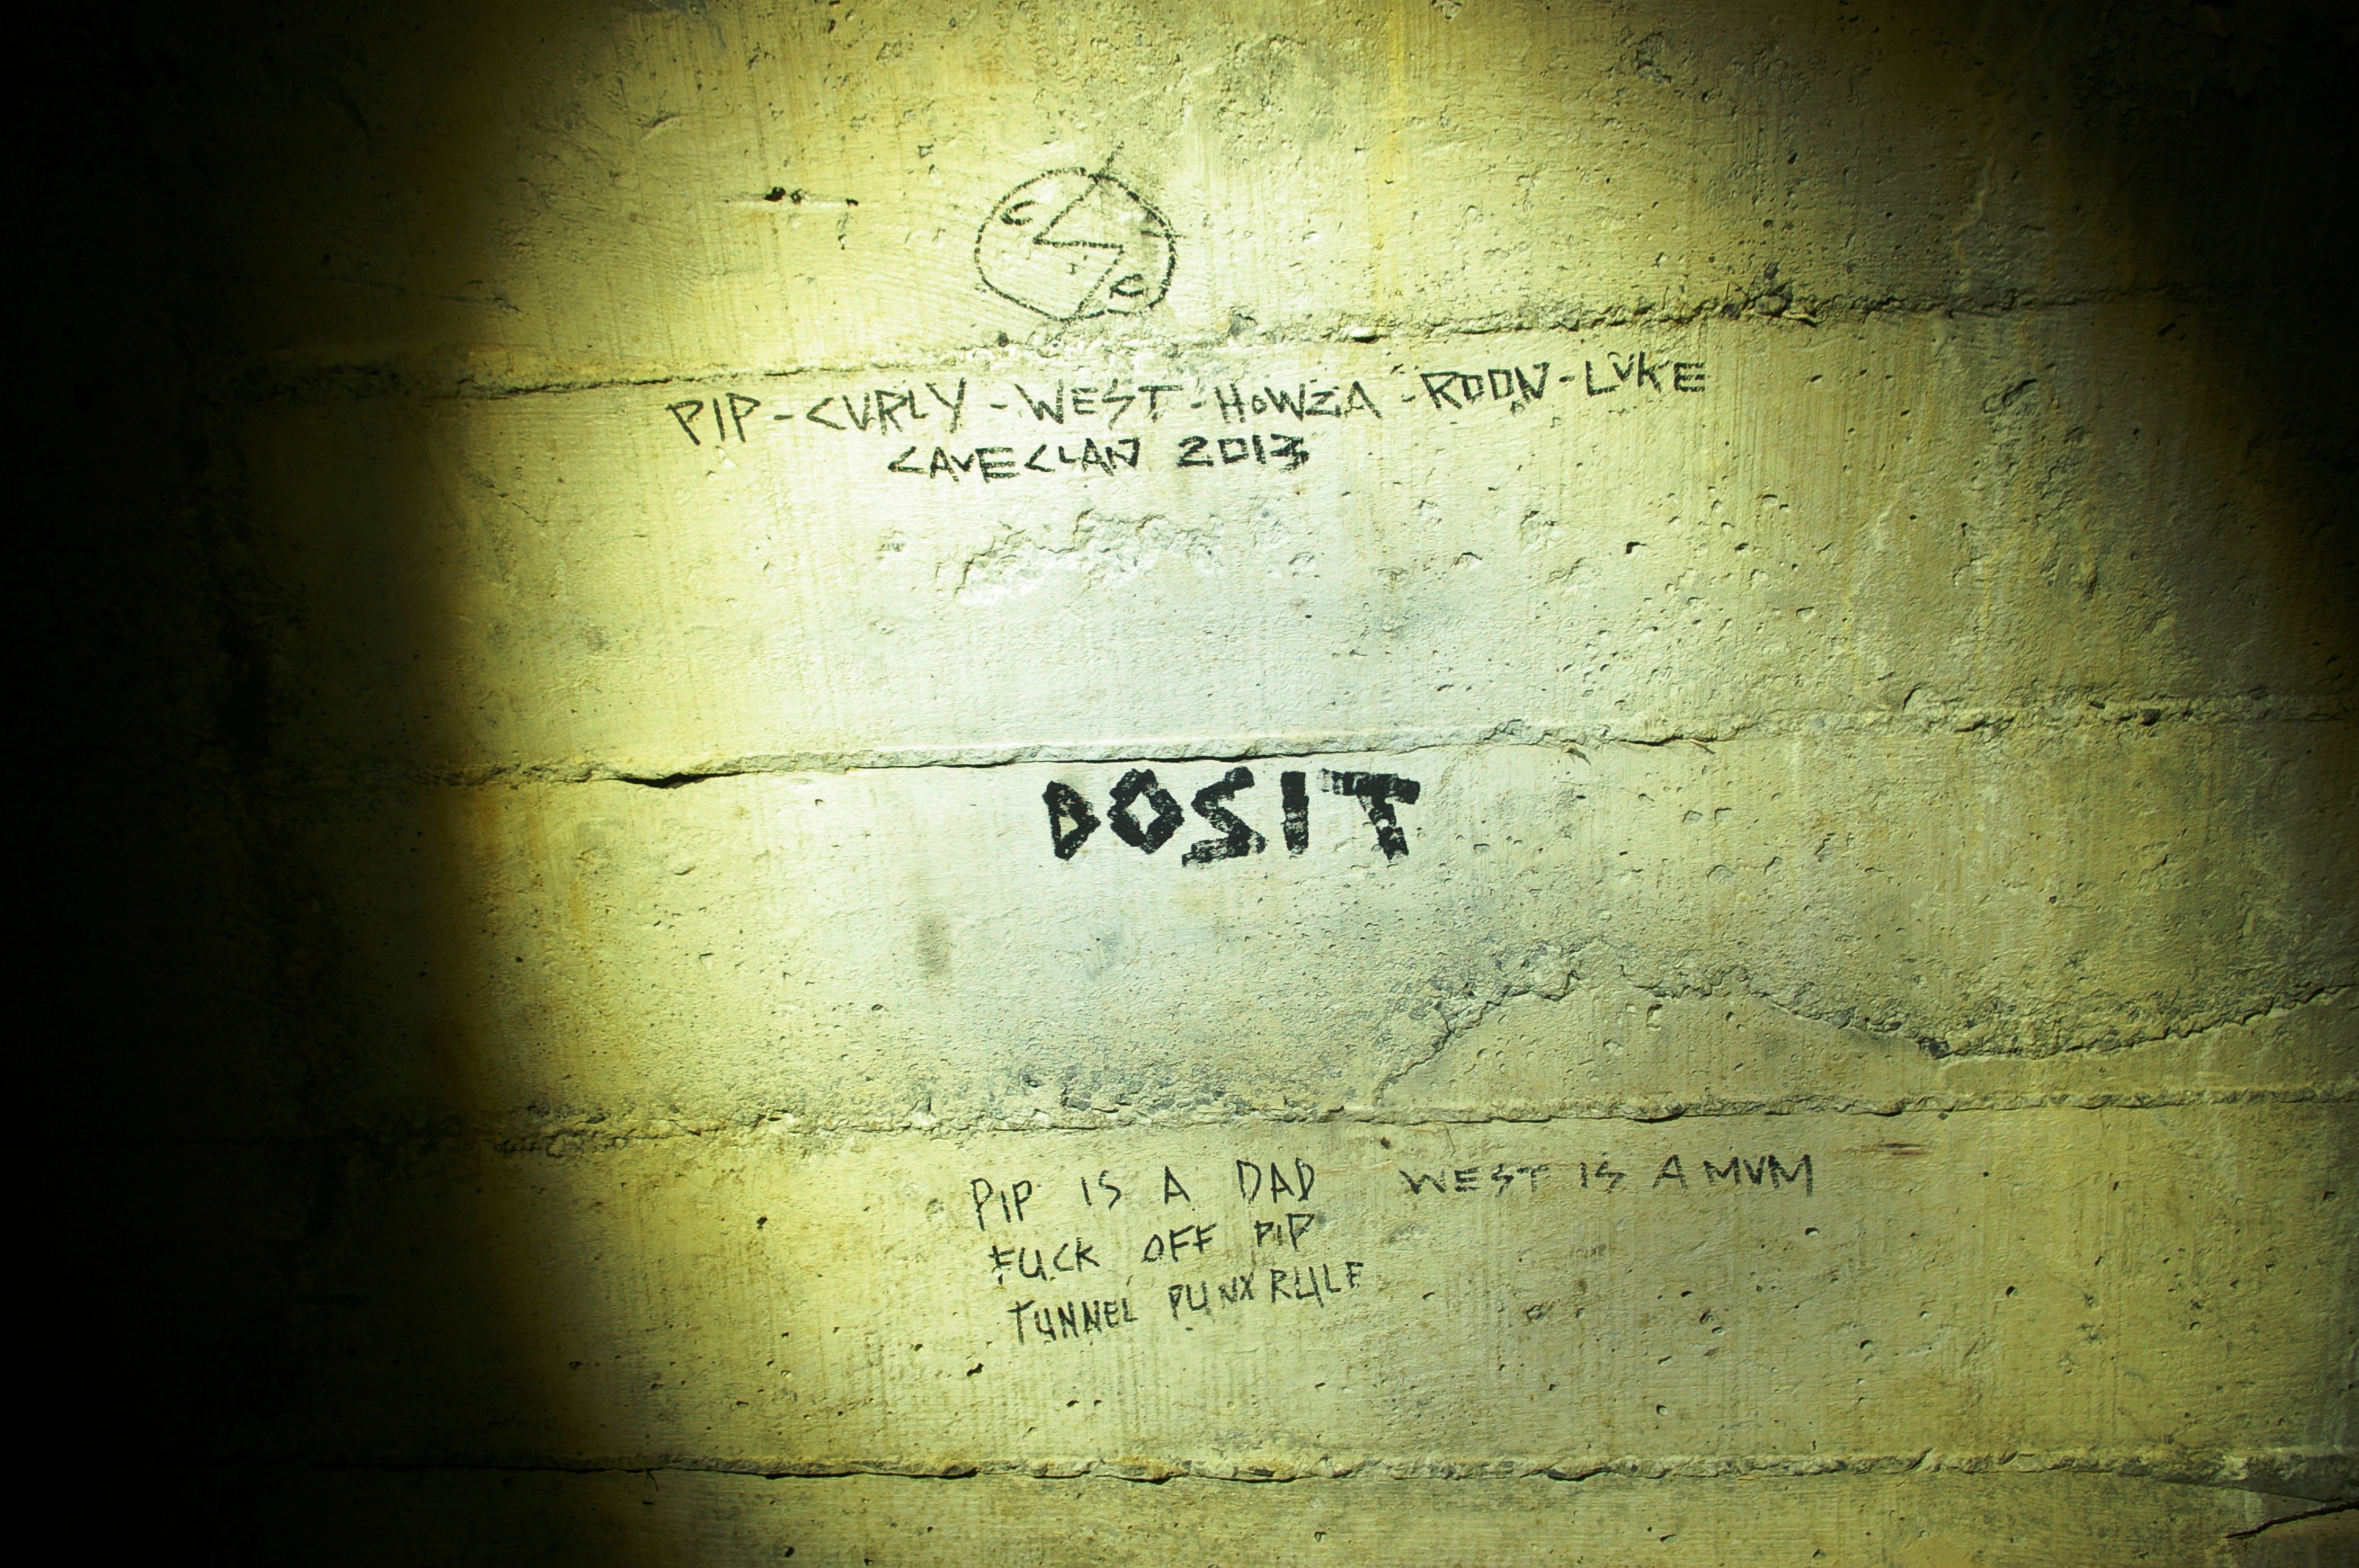 C C
PIP-CURLY-WEST-HOWZA-ROON-LUKE
CAVECLAN 2013
DOSIT
PIP IS A DAD WEST IS A MUM
FUCK OFF PIP
TUNNEL PUNX RULE